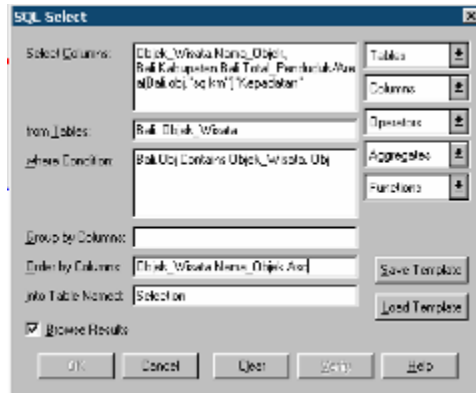 SQL Select
Select Columns:
Objek_Wisata.Nama_Objek,
Bali.Kabupaten,Bali.Total_Penduduk/Are
a(Bali.obj,"sq km") "Kepadatan"
from Tables:
Bali, Objek_Wisata
where Condition:
Bali.Obj Contains Objek_Wisata. Obj
Group by Columns:
Order by Columns:
Objek_Wisata.Nama_Objek Asc
into Table Named:
Selection
Browse Results
Tables
Columns
Operators
Aggregates
Functions
Save Template
Load Template
OK
Cancel
Clear
Verify
Help